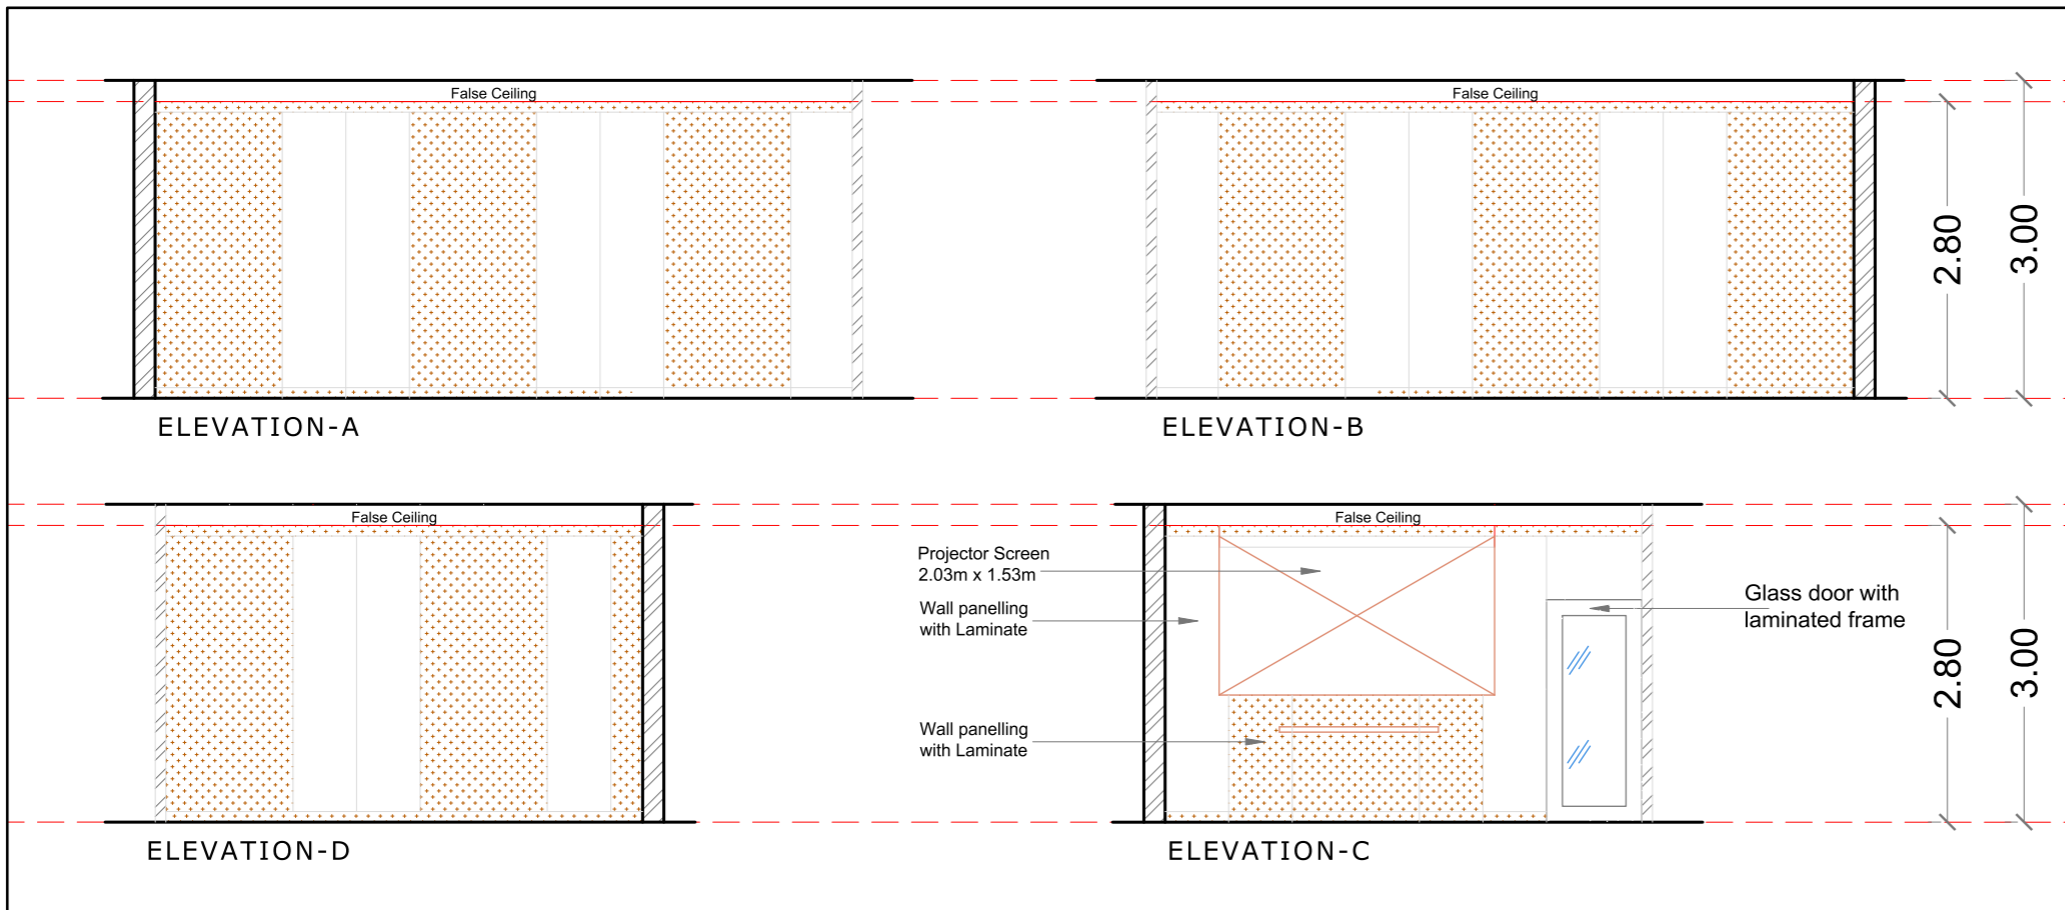 False Ceiling
False Ceiling
2.80
3.00
ELEVATION-A
ELEVATION-B
False Ceiling
False Ceiling
Projector Screen
2.03m x 1.53m
Wall panelling
with Laminate
Glass door with
laminated frame
2.80
3.00
Wall panelling
with Laminate
ELEVATION-D
ELEVATION-C